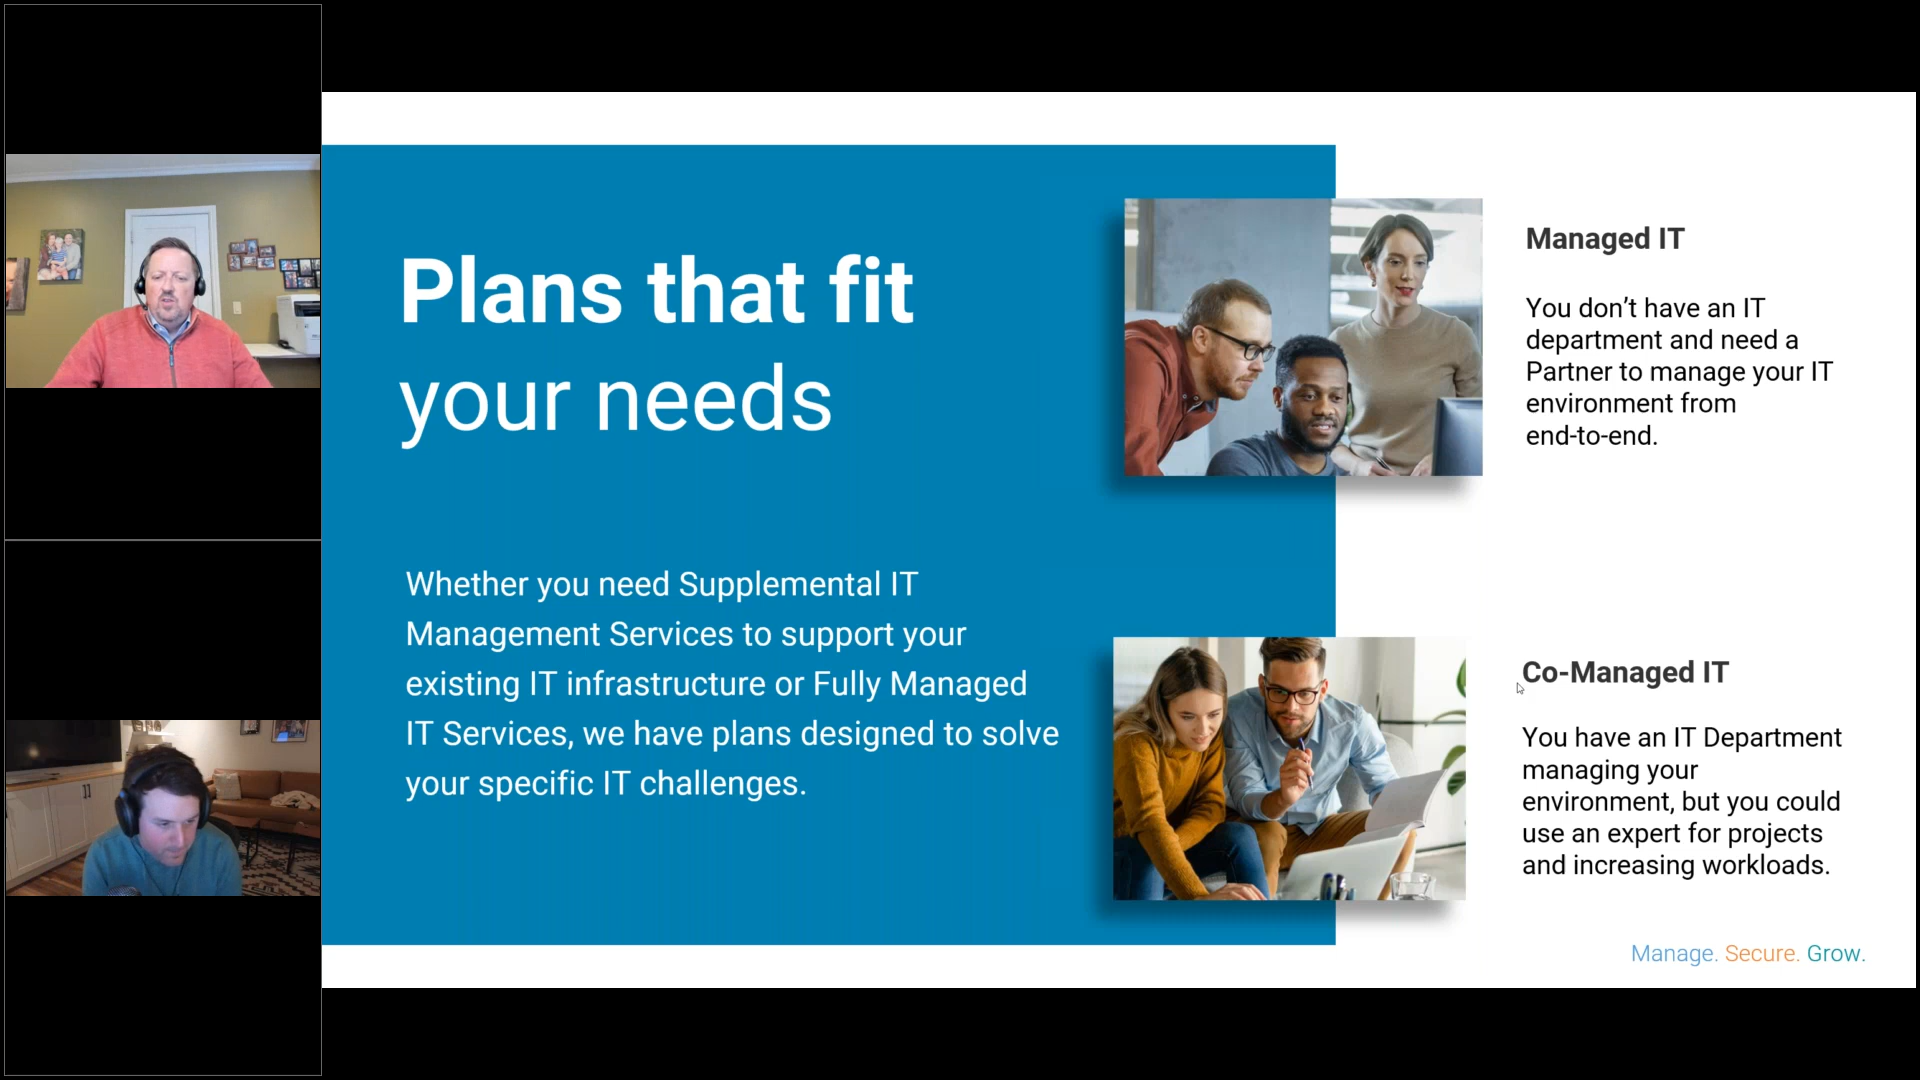 Plans that fit
your needs
Whether you need Supplemental IT
Management Services to support your
existing IT infrastructure or Fully Managed
IT Services, we have plans designed to solve
your specific IT challenges.
Managed IT
You don’t have an IT
department and need a
Partner to manage your IT
environment from
end-to-end.
Co-Managed IT
You have an IT Department
managing your
environment, but you could
use an expert for projects
and increasing workloads.
Manage. Secure. Grow.